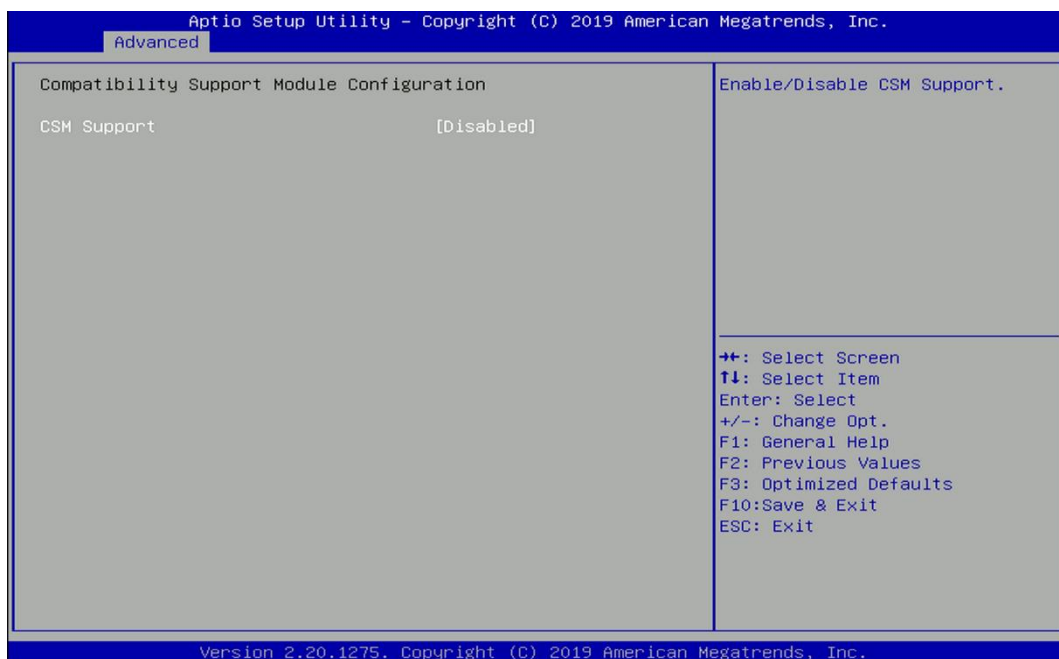 Aptio Setup Utility – Copyright (C) 2019 American Megatrends, Inc.
Advanced
Compatibility Support Module Configuration
CSM Support [Disabled]
Enable/Disable CSM Support.
→←: Select Screen
↑↓: Select Item
Enter: Select
+/-: Change Opt.
F1: General Help
F2: Previous Values
F3: Optimized Defaults
F10:Save & Exit
ESC: Exit
Version 2.20.1275. Copyright (C) 2019 American Megatrends, Inc.